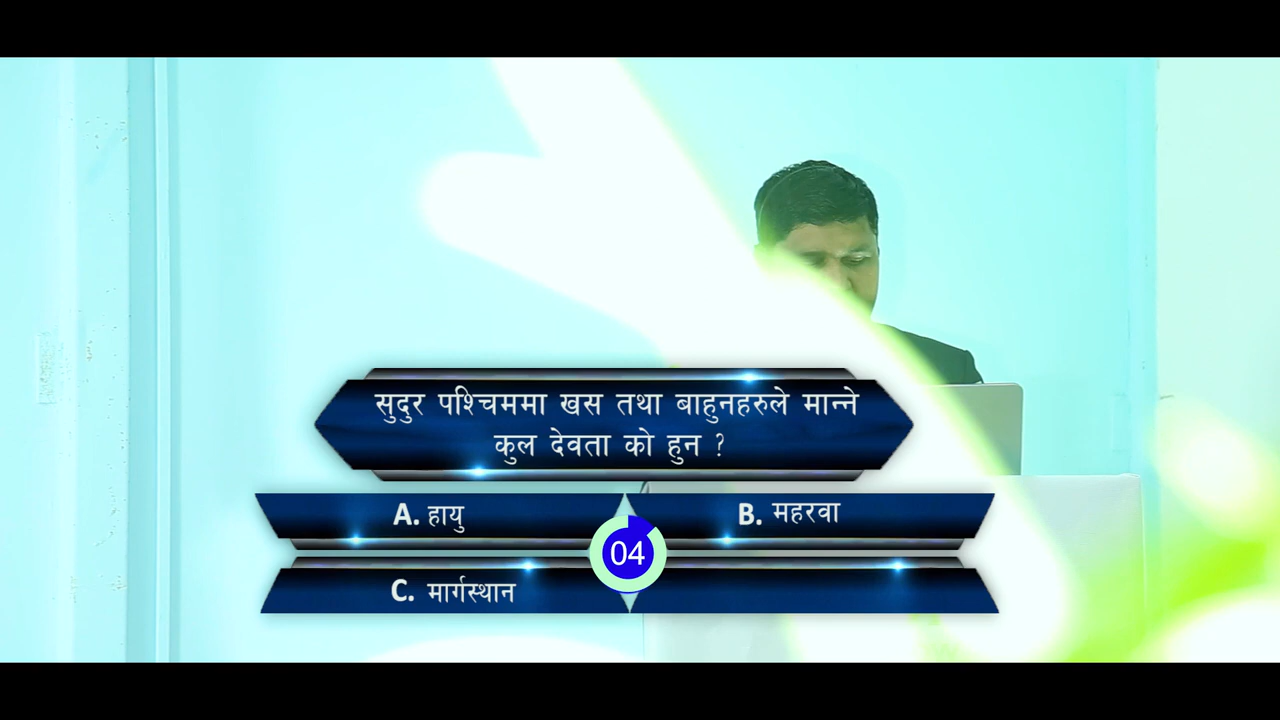 सुदुर पश्चिममा खस तथा बाहुनहरुले मान्ने
कुल देवता को हुन ?
A. हायु
B. महरवा
04
C. मार्गस्थान